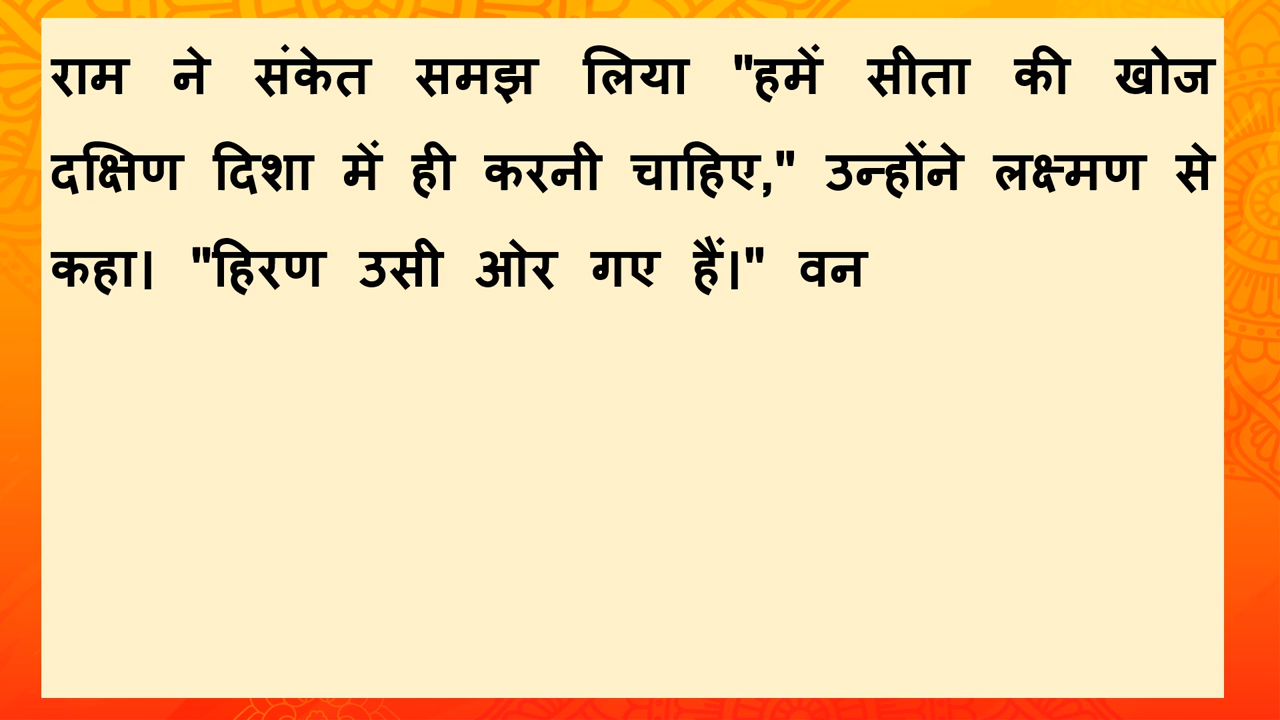 राम ने संकेत समझ लिया "हमें सीता की खोज
दक्षिण दिशा में ही करनी चाहिए," उन्होंने लक्ष्मण से
कहा। "हिरण उसी ओर गए हैं।" वन